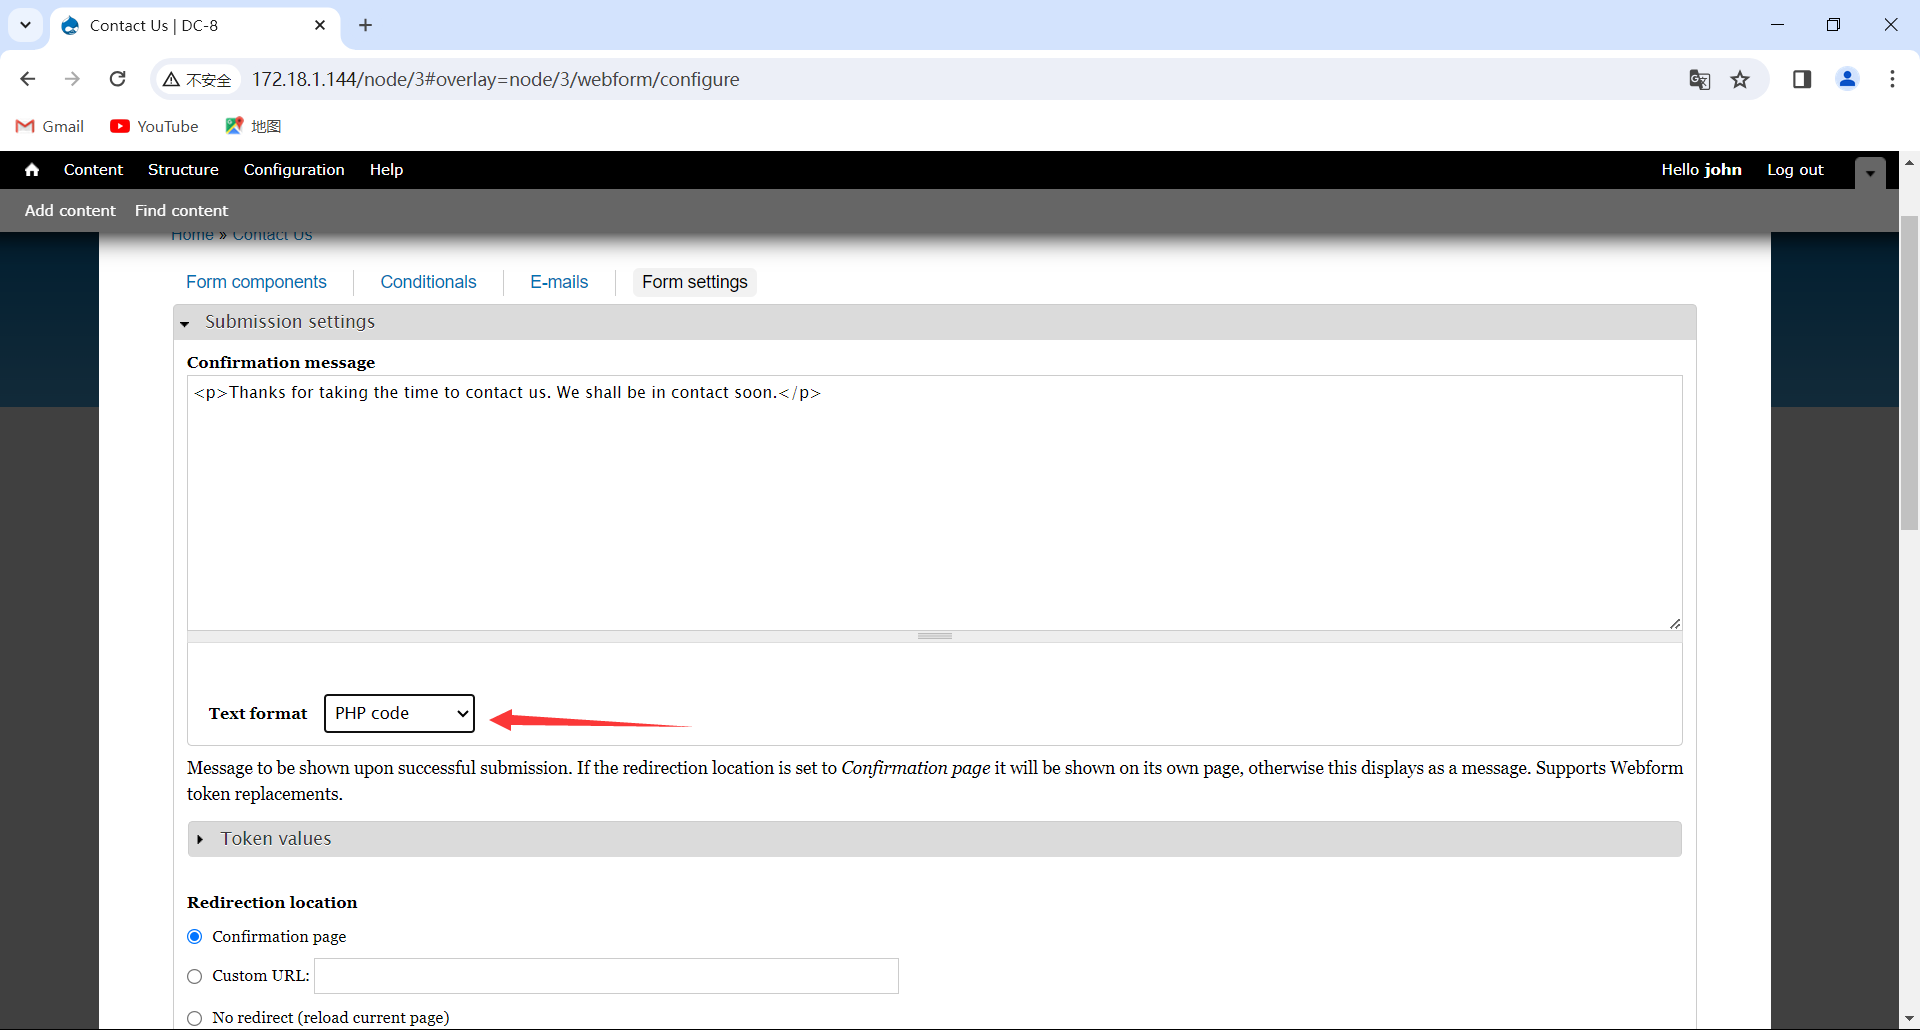 Contact Us | DC-8
不安全
172.18.1.144/node/3#overlay=node/3/webform/configure
Gmail YouTube 地图
Content Structure Configuration Help Hello john Log out
Add content Find content
Home » Contact Us
Form components Conditionals E-mails Form settings
Submission settings
Confirmation message
<p>Thanks for taking the time to contact us. We shall be in contact soon.</p>
Text format PHP code
Message to be shown upon successful submission. If the redirection location is set to Confirmation page it will be shown on its own page, otherwise this displays as a message. Supports Webform
token replacements.
Token values
Redirection location
Confirmation page
Custom URL:
No redirect (reload current page)